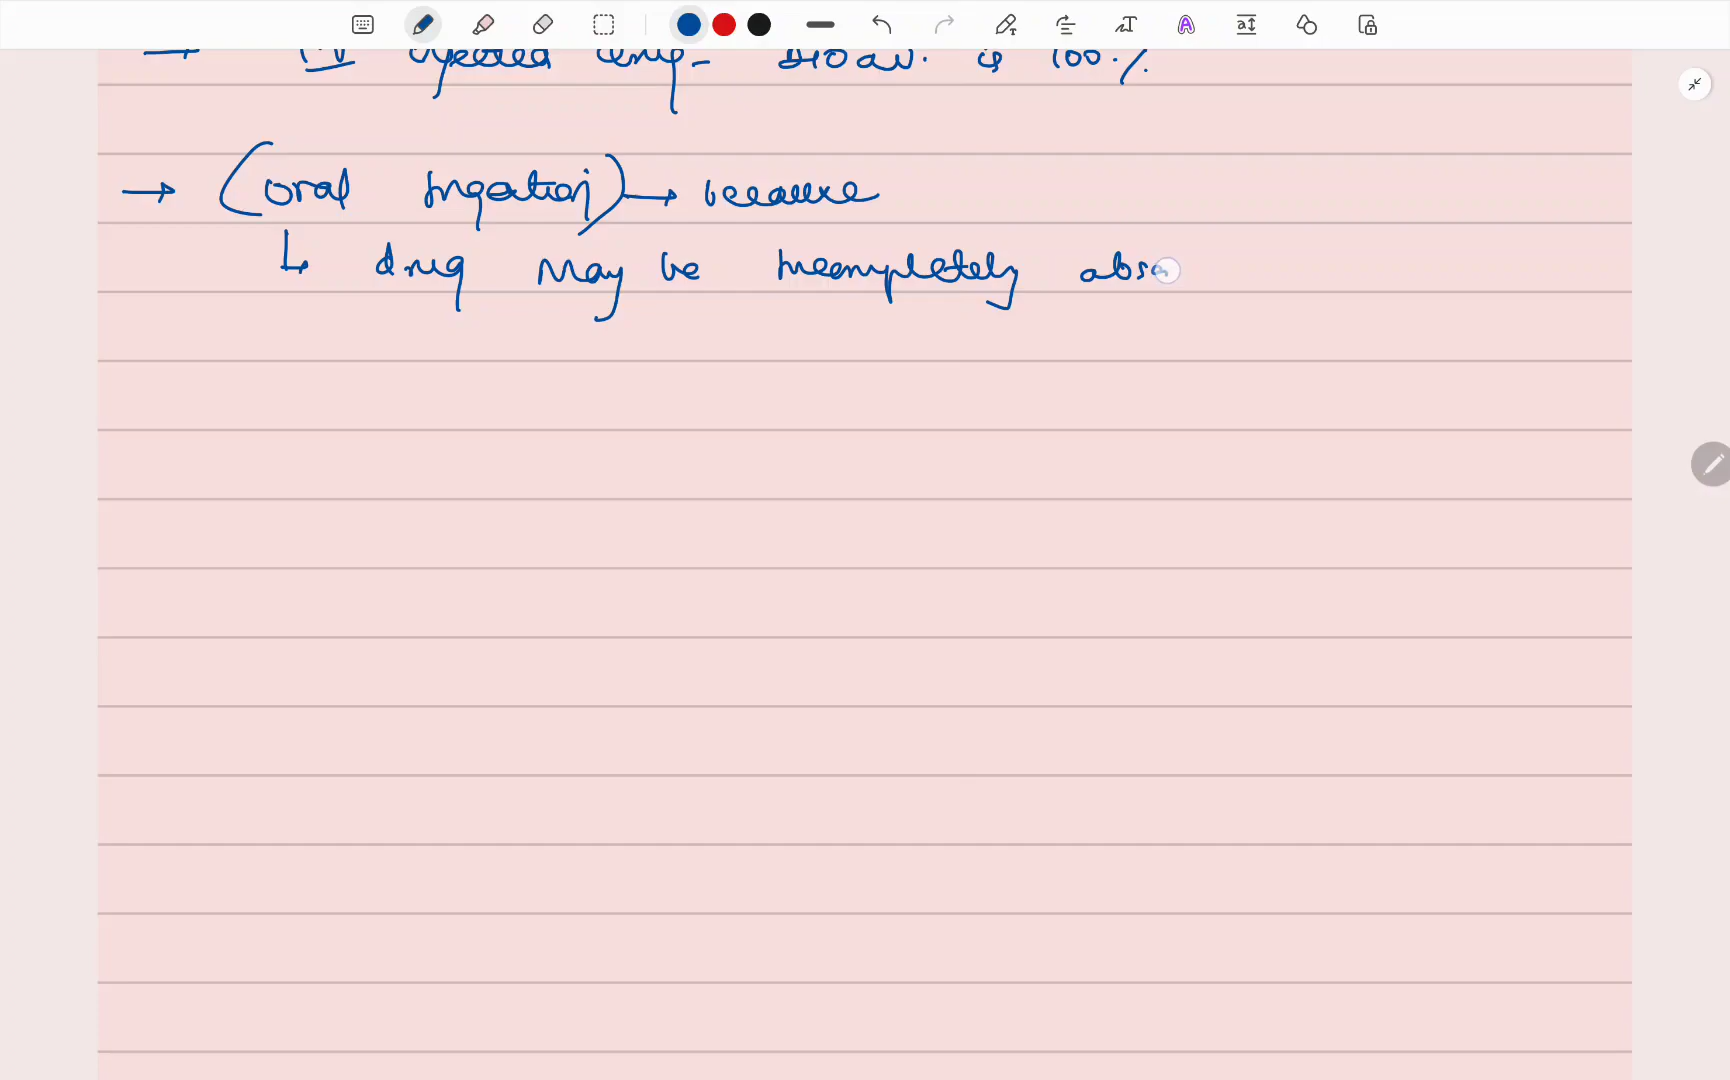 → IV injected drug - Bioav. is 100%
→ (oral ingestion) → because
↳ drug may be incompletely abso